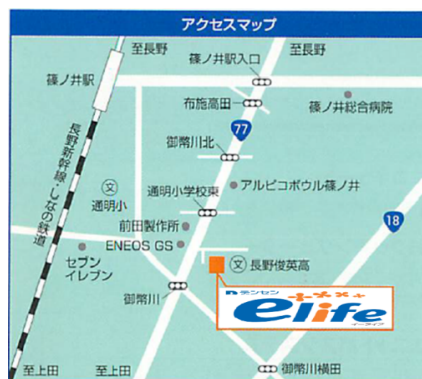 アクセスマップ
至長野
至長野
篠ノ井駅入口
篠ノ井駅
布施高田
篠ノ井総合病院
77
御幣川北
長野新幹線・しなの鉄道
文
通明小
通明小学校東
アルピコボウル篠ノ井
18
前田製作所
ENEOS GS
セブン
イレブン
文 長野俊英高
御幣川
デンセン
elife
イーライフ
至上田
至上田
御幣川横田